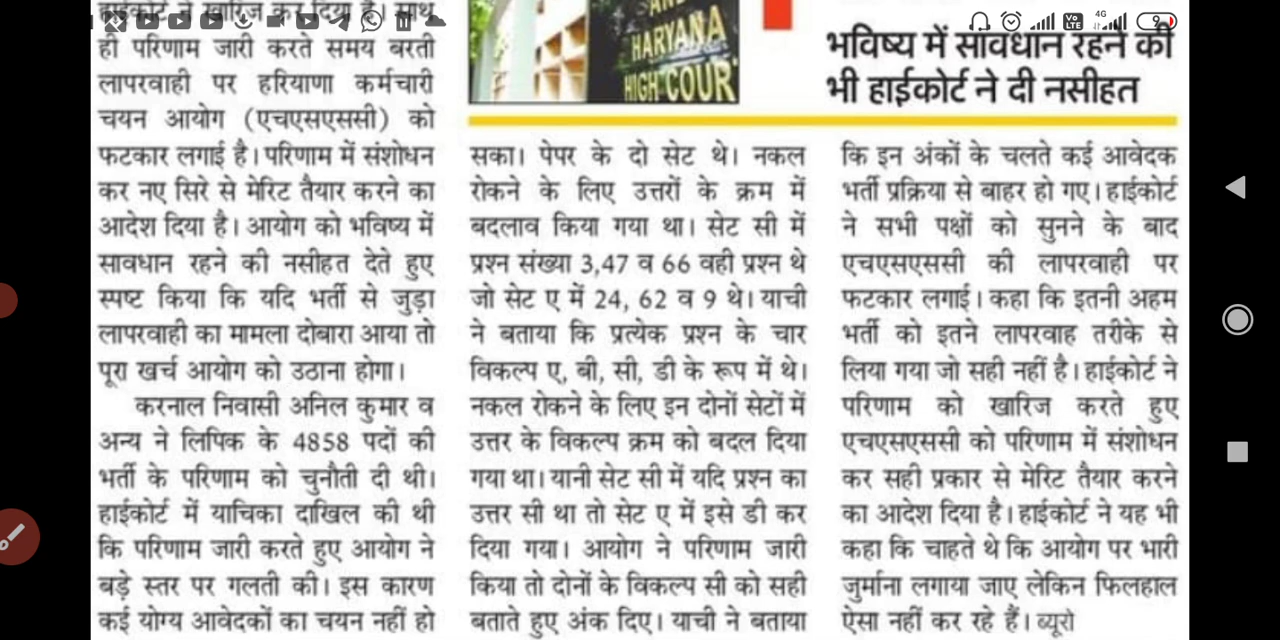 हाईकोर्ट ने खारिज कर दिया है। साथ
ही परिणाम जारी करते समय बरती
लापरवाही पर हरियाणा कर्मचारी
चयन आयोग (एचएसएससी) को
फटकार लगाई है। परिणाम में संशोधन
कर नए सिरे से मेरिट तैयार करने का
आदेश दिया है। आयोग को भविष्य में
सावधान रहने की नसीहत देते हुए
स्पष्ट किया कि यदि भर्ती से जुड़ा
लापरवाही का मामला दोबारा आया तो
पूरा खर्च आयोग को उठाना होगा।
करनाल निवासी अनिल कुमार व
अन्य ने लिपिक के 4858 पदों की
भर्ती के परिणाम को चुनौती दी थी।
हाईकोर्ट में याचिका दाखिल की थी
कि परिणाम जारी करते हुए आयोग ने
बड़े स्तर पर गलती की। इस कारण
कई योग्य आवेदकों का चयन नहीं हो
AND
HARYANA
HIGH COUR
सका। पेपर के दो सेट थे। नकल
रोकने के लिए उत्तरों के क्रम में
बदलाव किया गया था। सेट सी में
प्रश्न संख्या 3,47 व 66 वही प्रश्न थे
जो सेट ए में 24, 62 व 9 थे। याची
ने बताया कि प्रत्येक प्रश्न के चार
विकल्प ए, बी, सी, डी के रूप में थे।
नकल रोकने के लिए इन दोनों सेटों में
उत्तर के विकल्प क्रम को बदल दिया
गया था। यानी सेट सी में यदि प्रश्न का
उत्तर सी था तो सेट ए में इसे डी कर
दिया गया। आयोग ने परिणाम जारी
किया तो दोनों के विकल्प सी को सही
बताते हुए अंक दिए। याची ने बताया
Vo
LTE
4G
9
भविष्य में सावधान रहने की
भी हाईकोर्ट ने दी नसीहत
कि इन अंकों के चलते कई आवेदक
भर्ती प्रक्रिया से बाहर हो गए। हाईकोर्ट
ने सभी पक्षों को सुनने के बाद
एचएसएससी की लापरवाही पर
फटकार लगाई। कहा कि इतनी अहम
भर्ती को इतने लापरवाह तरीके से
लिया गया जो सही नहीं है। हाईकोर्ट ने
परिणाम को खारिज करते हुए
एचएसएससी को परिणाम में संशोधन
कर सही प्रकार से मेरिट तैयार करने
का आदेश दिया है। हाईकोर्ट ने यह भी
कहा कि चाहते थे कि आयोग पर भारी
जुर्माना लगाया जाए लेकिन फिलहाल
ऐसा नहीं कर रहे हैं। ब्यूरो